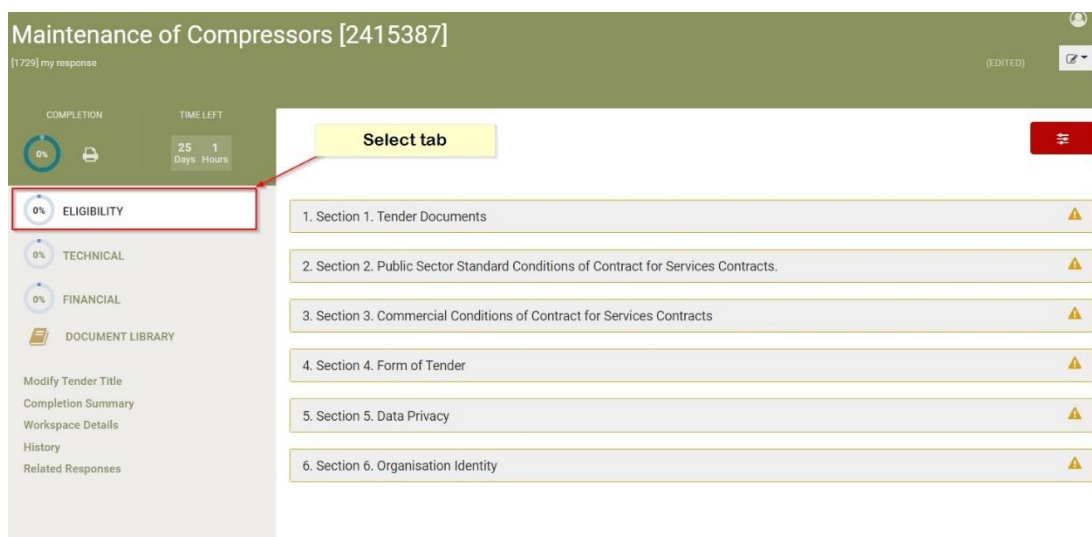 Maintenance of Compressors [2415387]
[1729] my response
(EDITED)
COMPLETION
TIME LEFT
0%
25 1
Days Hours
Select tab
0% ELIGIBILITY
0% TECHNICAL
0% FINANCIAL
DOCUMENT LIBRARY
Modify Tender Title
Completion Summary
Workspace Details
History
Related Responses
1. Section 1. Tender Documents
2. Section 2. Public Sector Standard Conditions of Contract for Services Contracts.
3. Section 3. Commercial Conditions of Contract for Services Contracts
4. Section 4. Form of Tender
5. Section 5. Data Privacy
6. Section 6. Organisation Identity